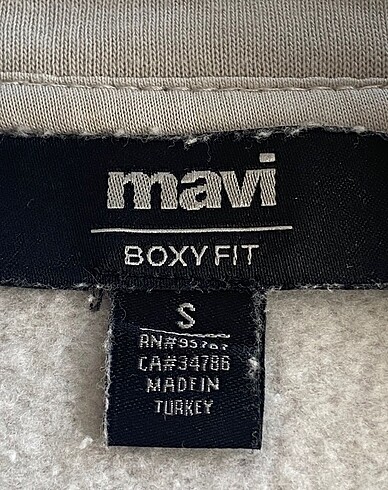 mavi
BOXY FIT
S
CA#34786
MADE IN
TURKEY